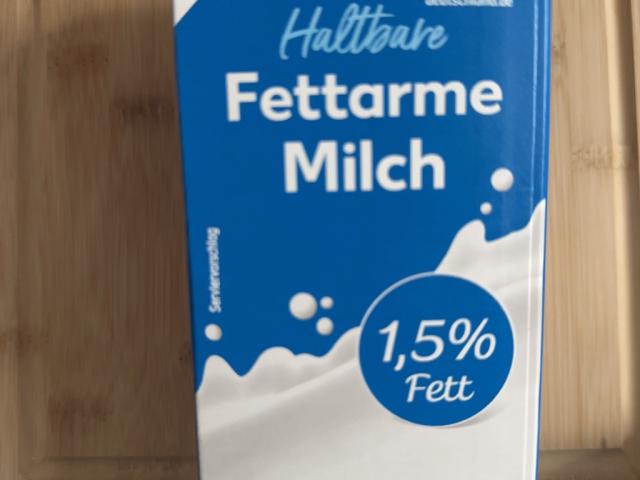 Haltbare
Fettarme
Milch
Serviervorschlag
1,5%
Fett